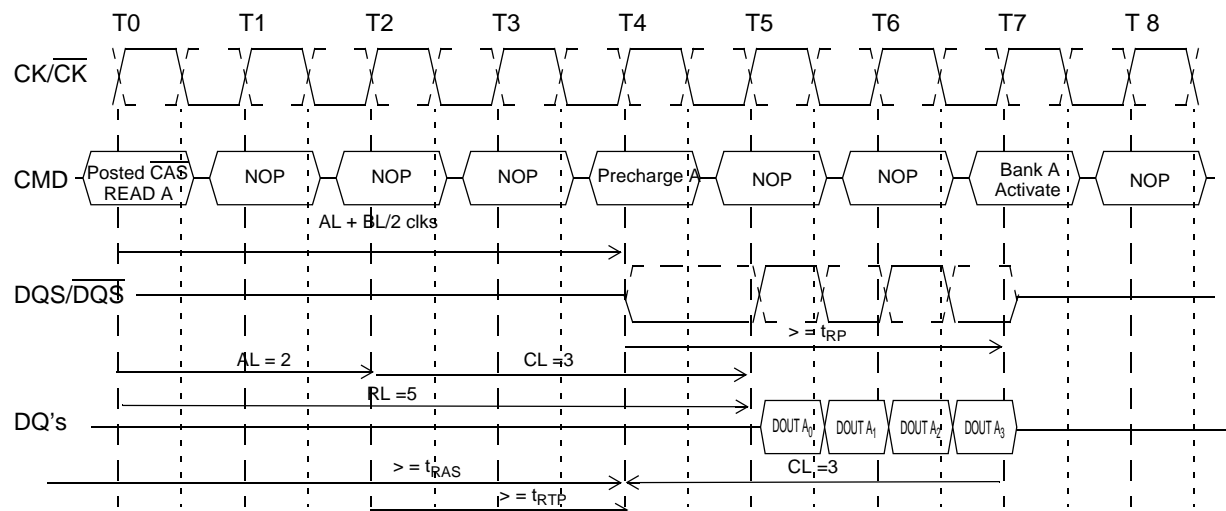 T0 T1 T2 T3 T4 T5 T6 T7 T 8
CK/CK
CMD
Posted CAS
READ A
NOP
NOP
NOP
Precharge A
NOP
NOP
Bank A
Activate
NOP
AL + BL/2 clks
DQS/DQS
> = tRP
AL = 2
CL =3
RL =5
DQ's
DOUT A0
DOUT A1
DOUT A2
DOUT A3
> = tRAS
CL =3
> = tRTP